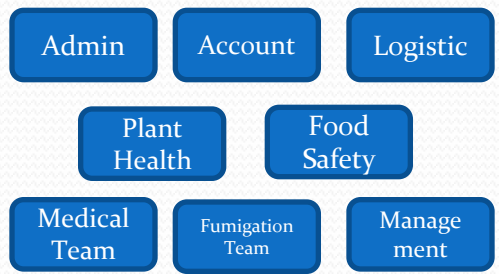 Admin
Account
Logistic
Plant
Health
Food
Safety
Medical
Team
Fumigation
Team
Manage
ment